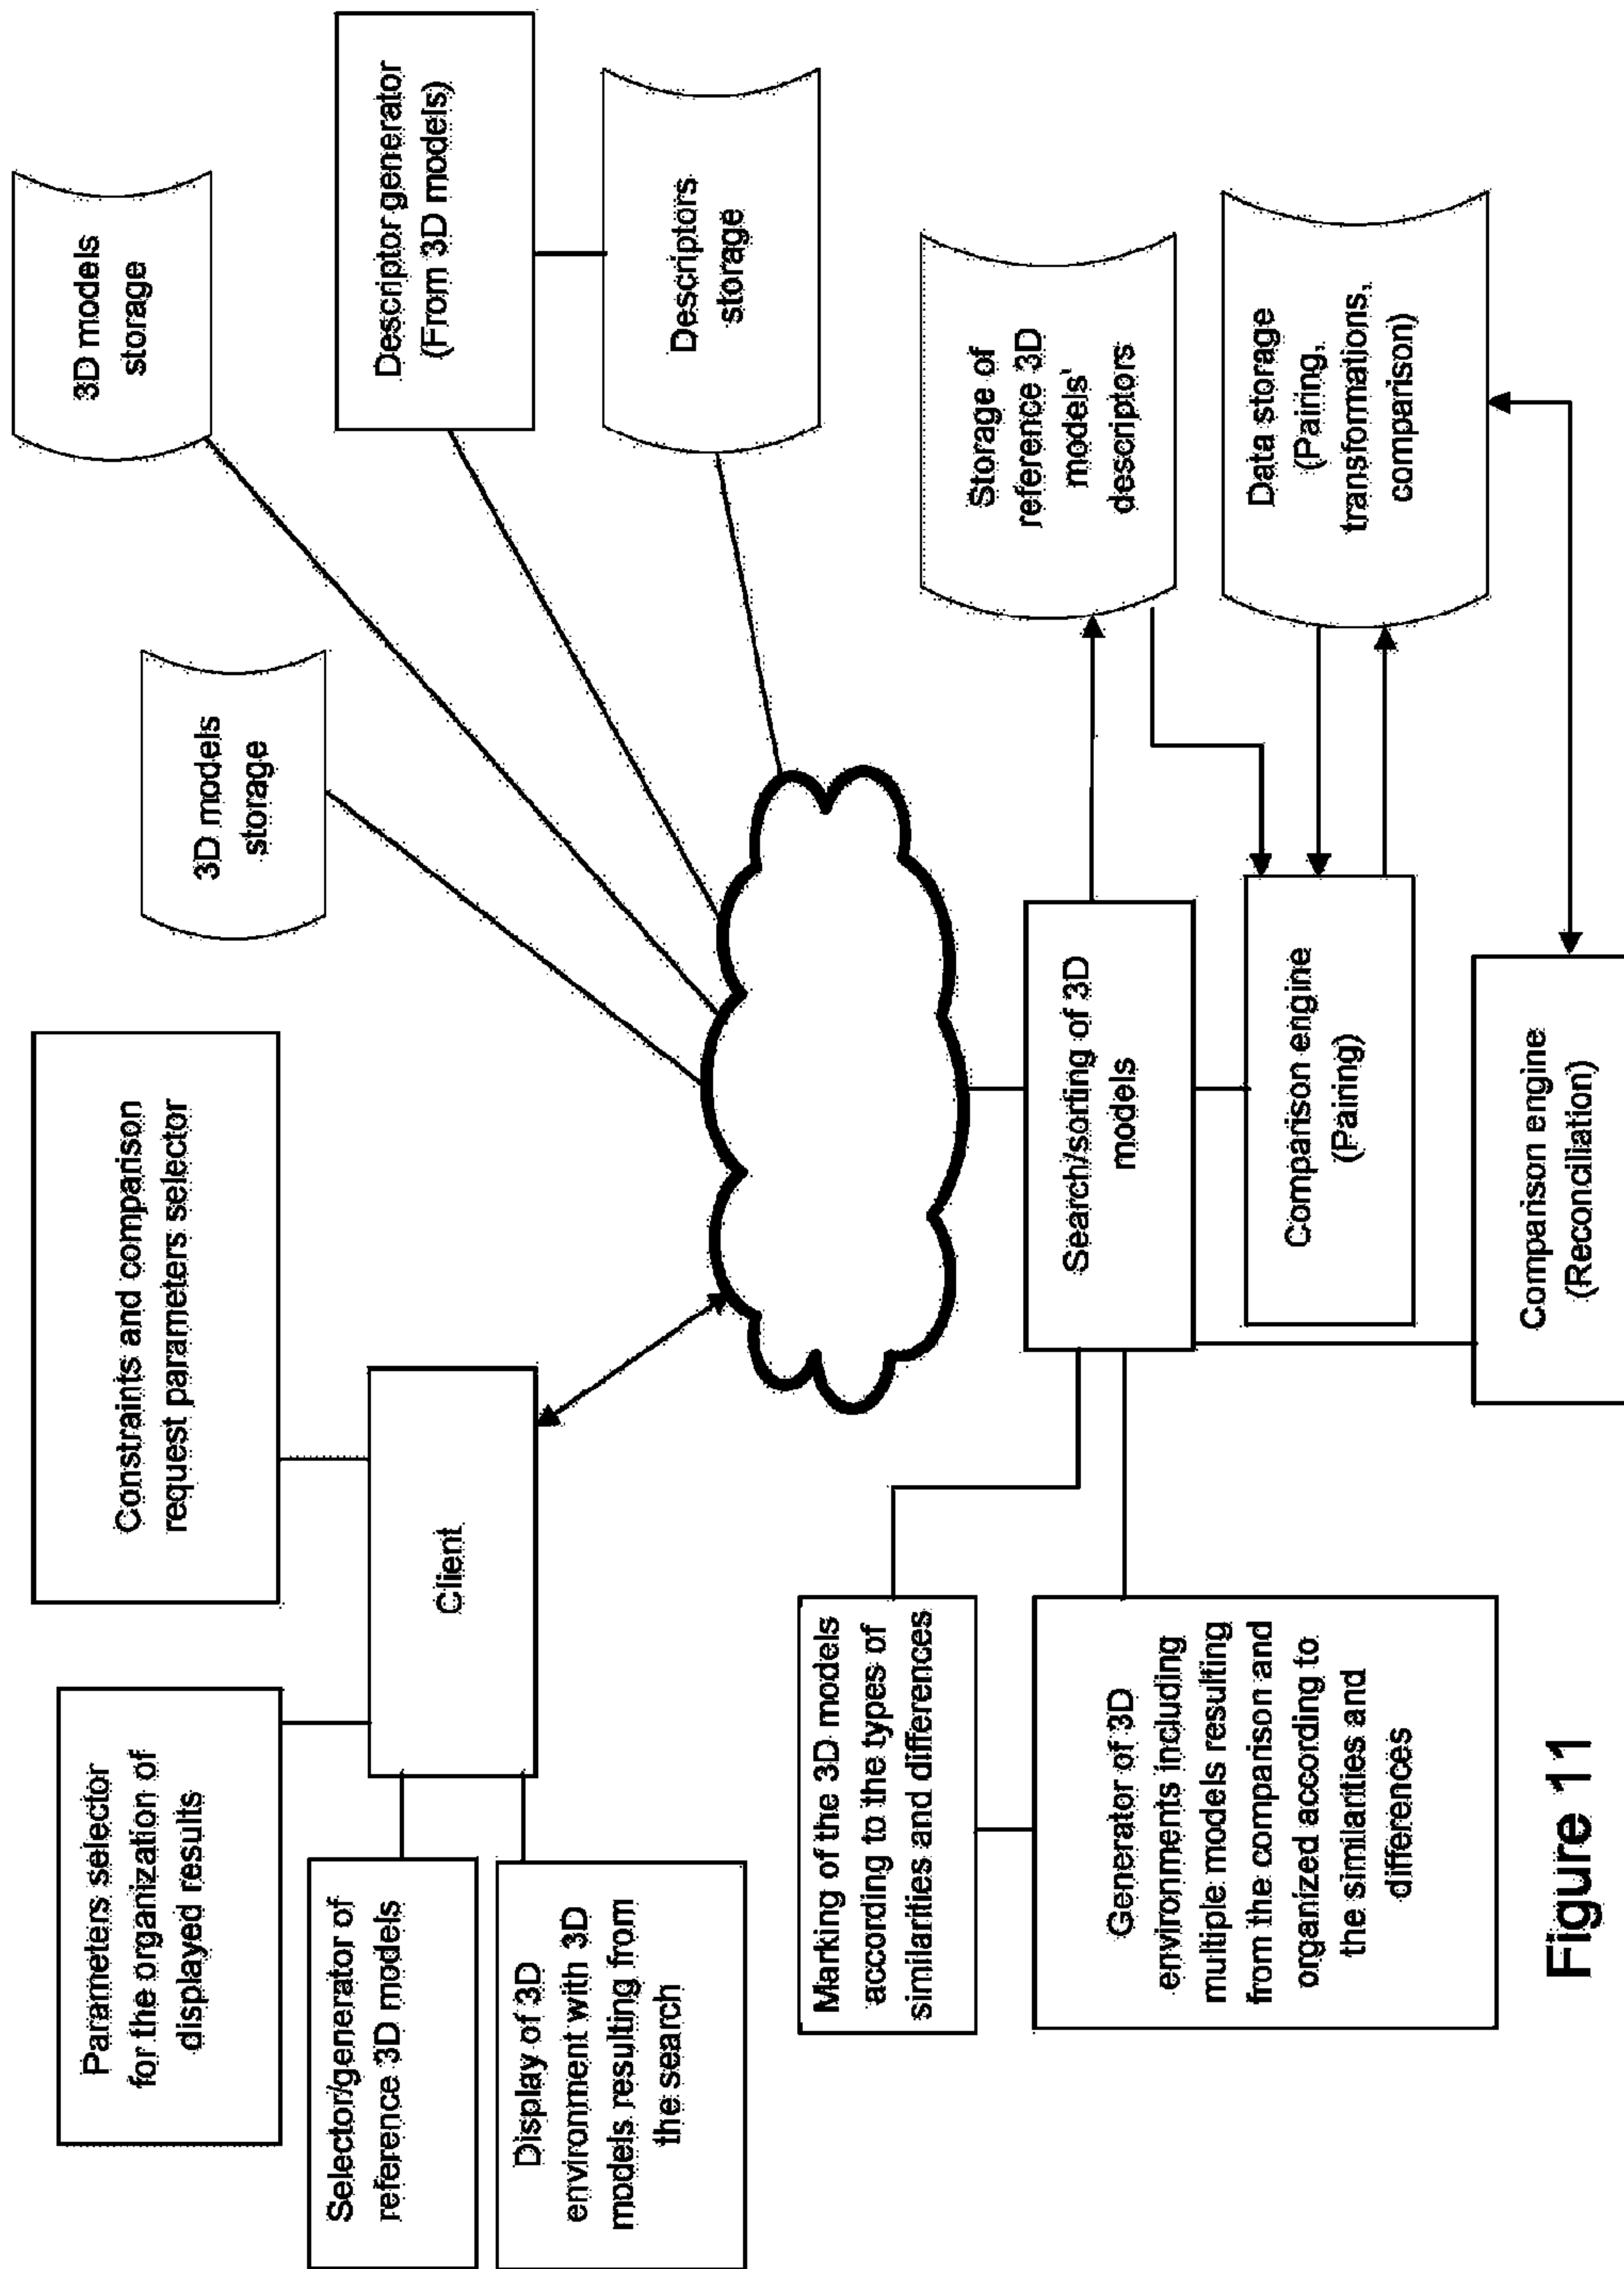 Parameters selector
for the organization of
displayed results
Constraints and comparison
request parameters selector
Selector/generator of
reference 3D models
Client
Display of 3D
environment with 3D
models resulting from
the search
3D models
storage
3D models
storage
Descriptor generator
(From 3D models)
Descriptors
storage
Marking of the 3D models
according to the types of
similarities and differences
Generator of 3D
environments including
multiple models resulting
from the comparison and
organized according to
the similarities and
differences
Search/sorting of 3D
models
Storage of
reference 3D
models'
descriptors
Comparison engine
(Pairing)
Data storage
(Pairing,
transformations,
comparison)
Comparison engine
(Reconciliation)
Figure 11